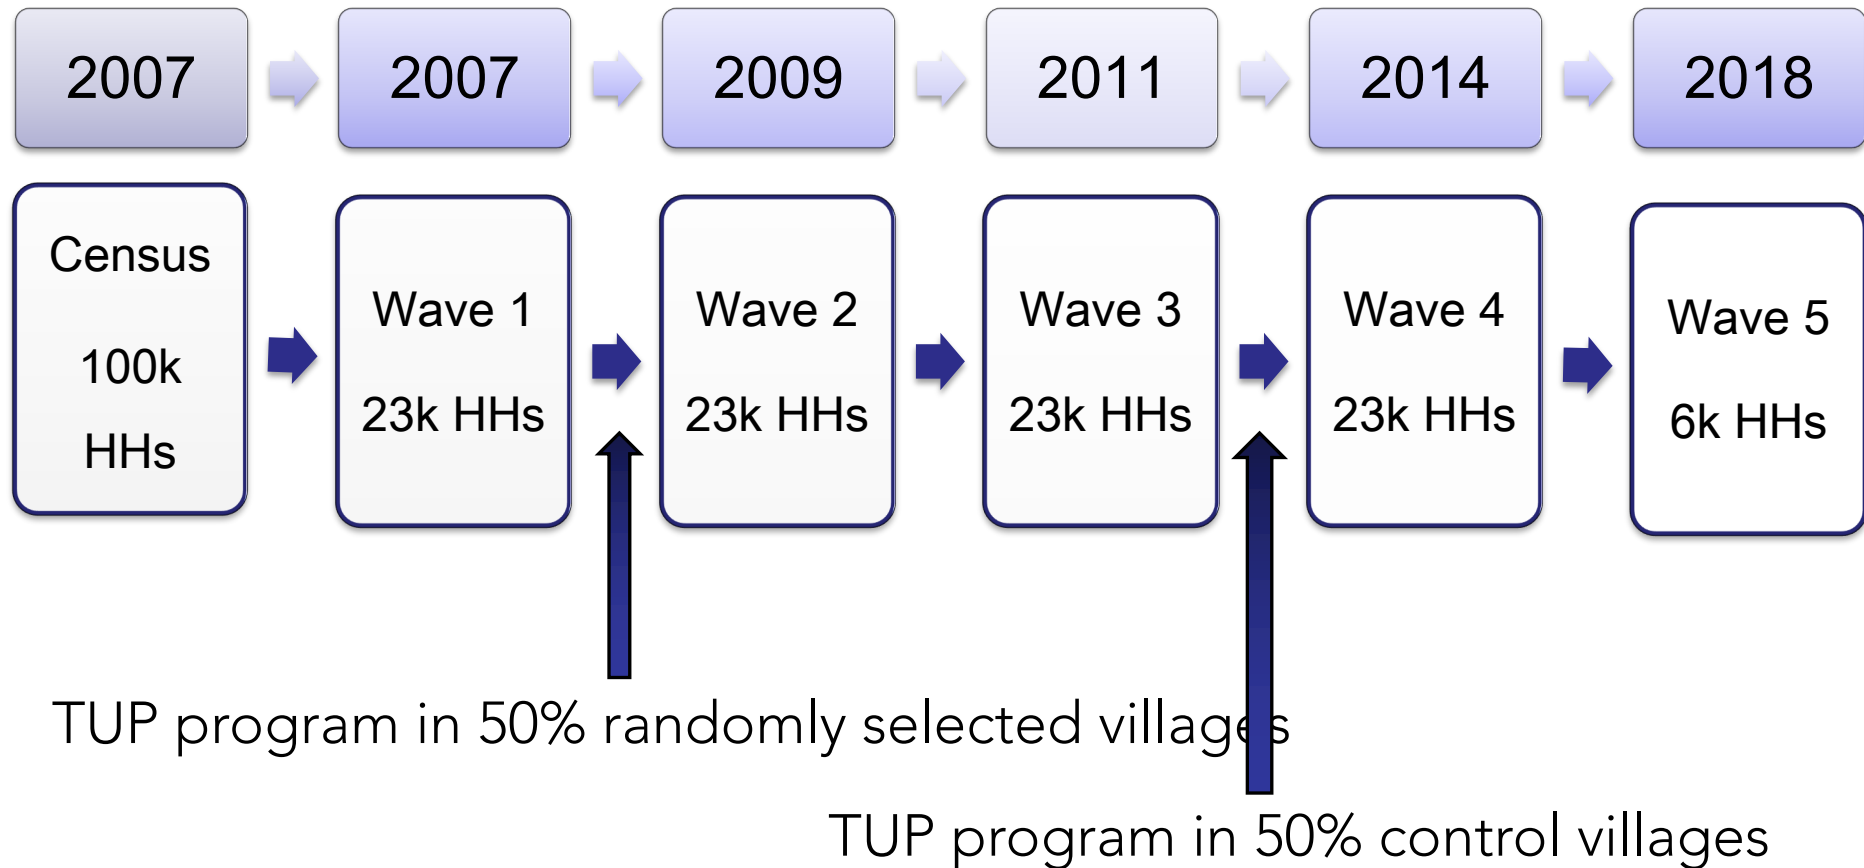 2007
2007
2009
2011
2014
2018
Census
100k
HHs
Wave 1
23k HHs
Wave 2
23k HHs
Wave 3
23k HHs
Wave 4
23k HHs
Wave 5
6k HHs
TUP program in 50% randomly selected villages
TUP program in 50% control villages